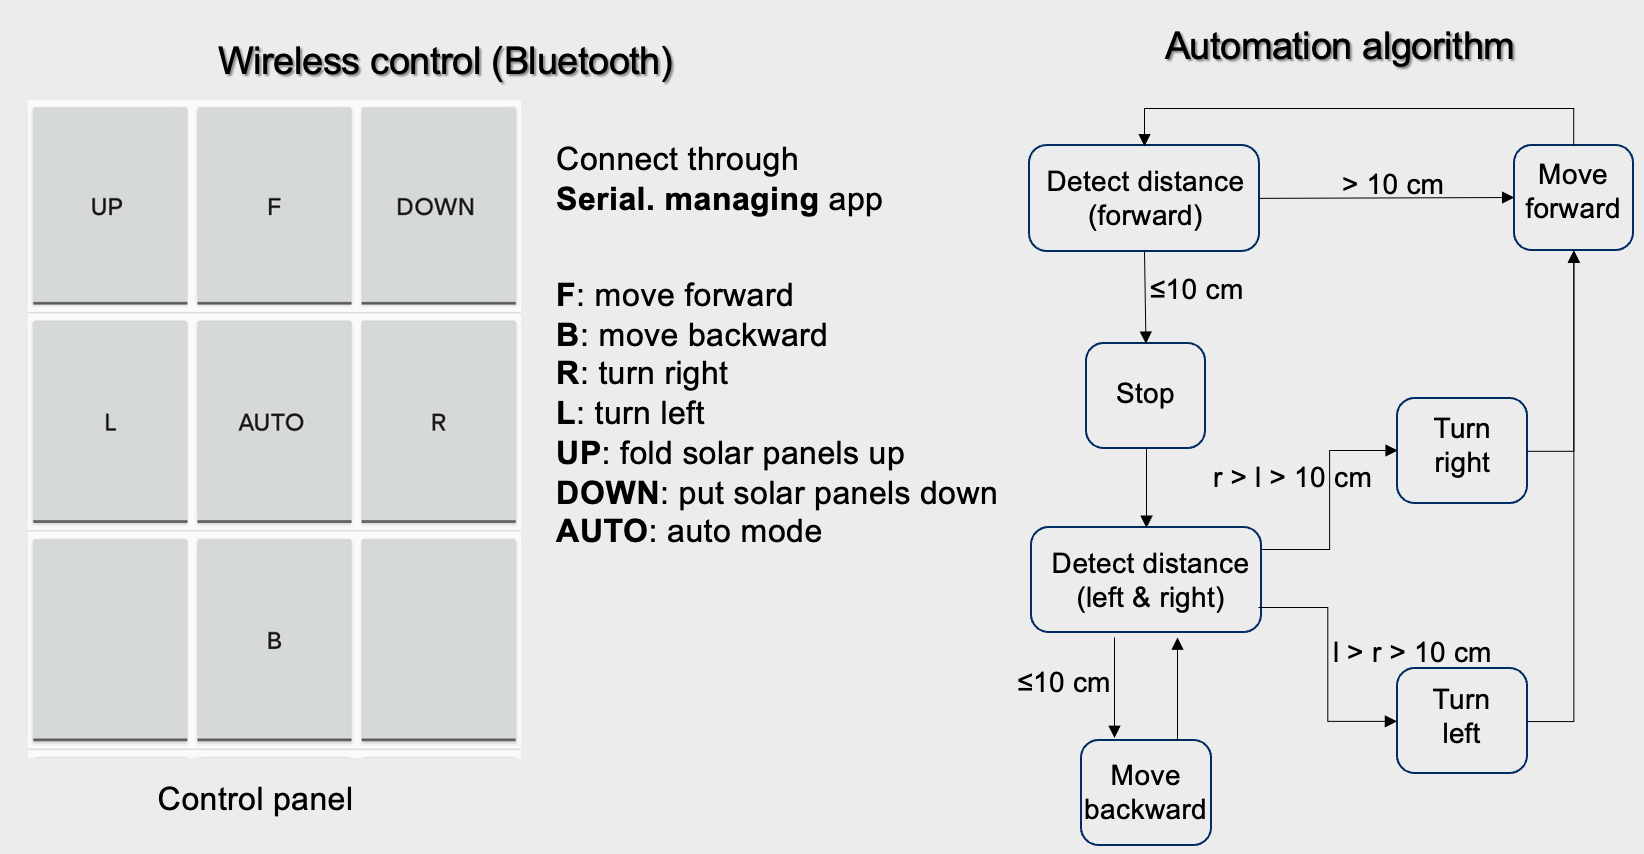 Wireless control (Bluetooth)
UP
F
DOWN
L
AUTO
R
B
Control panel
Connect through
Serial. managing app
F: move forward
B: move backward
R: turn right
L: turn left
UP: fold solar panels up
DOWN: put solar panels down
AUTO: auto mode
Automation algorithm
Detect distance
(forward)
> 10 cm
Move
forward
≤10 cm
Stop
r > l > 10 cm
Turn
right
Detect distance
(left & right)
l > r > 10 cm
Turn
left
≤10 cm
Move
backward